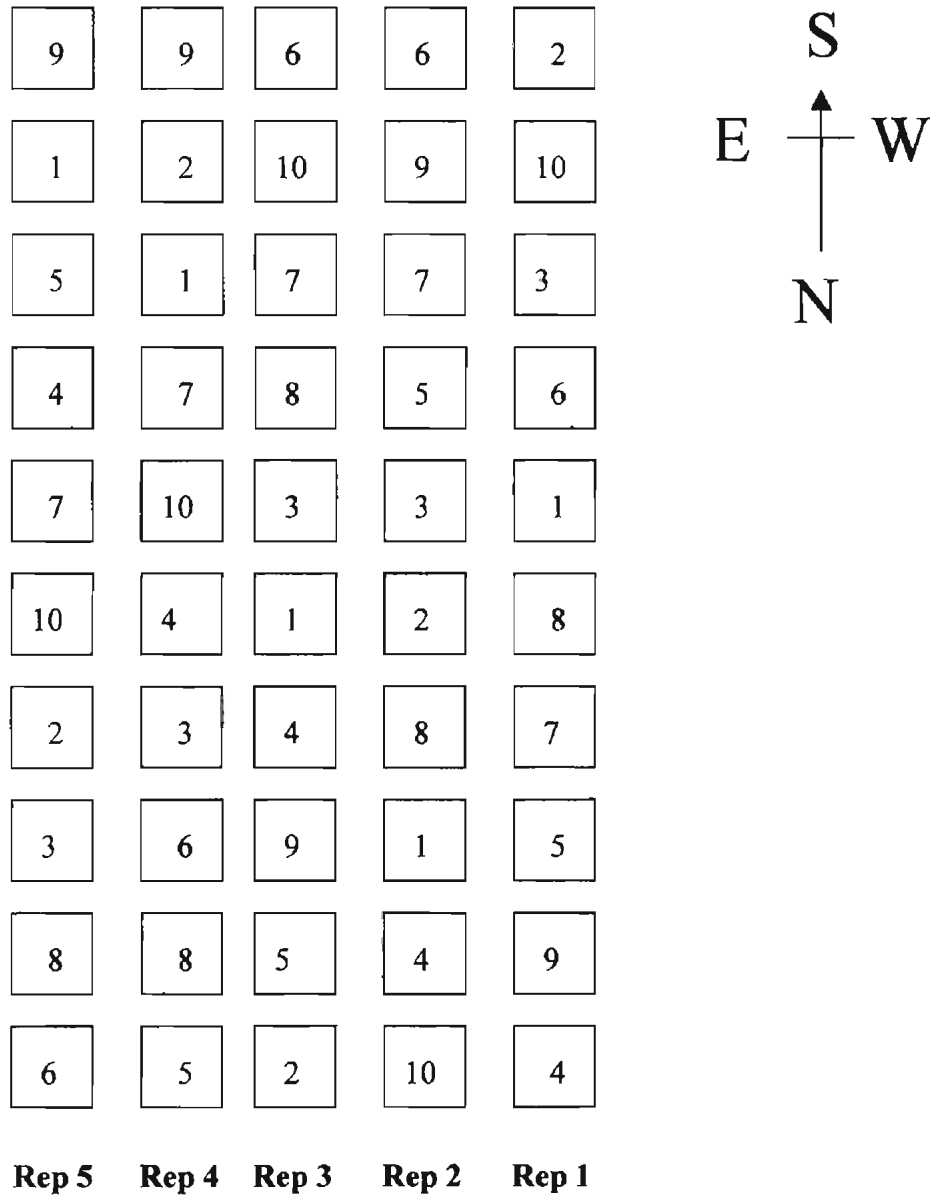 9 9 6 6 2
1 2 10 9 10
5 1 7 7 3
4 7 8 5 6
7 10 3 3 1
10 4 1 2 8
2 3 4 8 7
3 6 9 1 5
8 8 5 4 9
6 5 2 10 4
Rep 5 Rep 4 Rep 3 Rep 2 Rep 1
S
E W
N